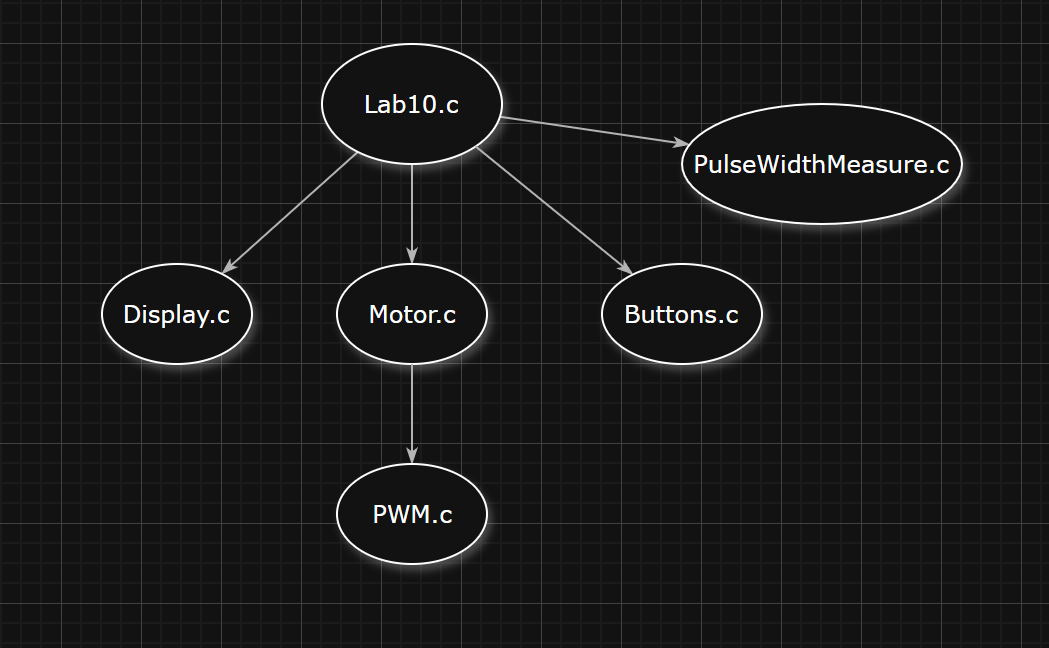 Lab10.c
PulseWidthMeasure.c
Display.c
Motor.c
Buttons.c
PWM.c